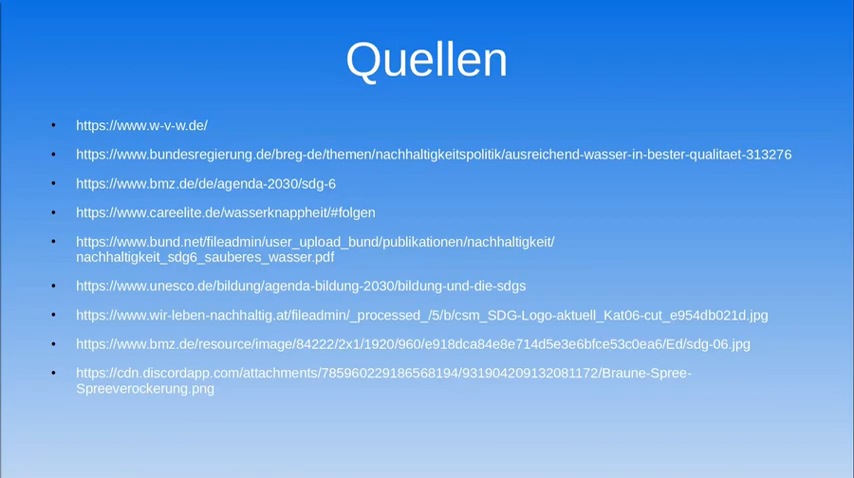 Quellen
https://www.w-v-w.de/
https://www.bundesregierung.de/breg-de/themen/nachhaltigkeitspolitik/ausreichend-wasser-in-bester-qualitaet-313276
https://www.bmz.de/de/agenda-2030/sdg-6
https://www.careelite.de/wasserknappheit/#folgen
https://www.bund.net/fileadmin/user_upload_bund/publikationen/nachhaltigkeit/
nachhaltigkeit_sdg6_sauberes_wasser.pdf
https://www.unesco.de/bildung/agenda-bildung-2030/bildung-und-die-sdgs
https://www.wir-leben-nachhaltig.at/fileadmin/_processed_/5/b/csm_SDG-Logo-aktuell_Kat06-cut_e954db021d.jpg
https://www.bmz.de/resource/image/84222/2x1/1920/960/e918dca84e8e714d5e3e6bfce53c0ea6/Ed/sdg-06.jpg
https://cdn.discordapp.com/attachments/785960229186568194/931904209132081172/Braune-Spree-
Spreeverockerung.png